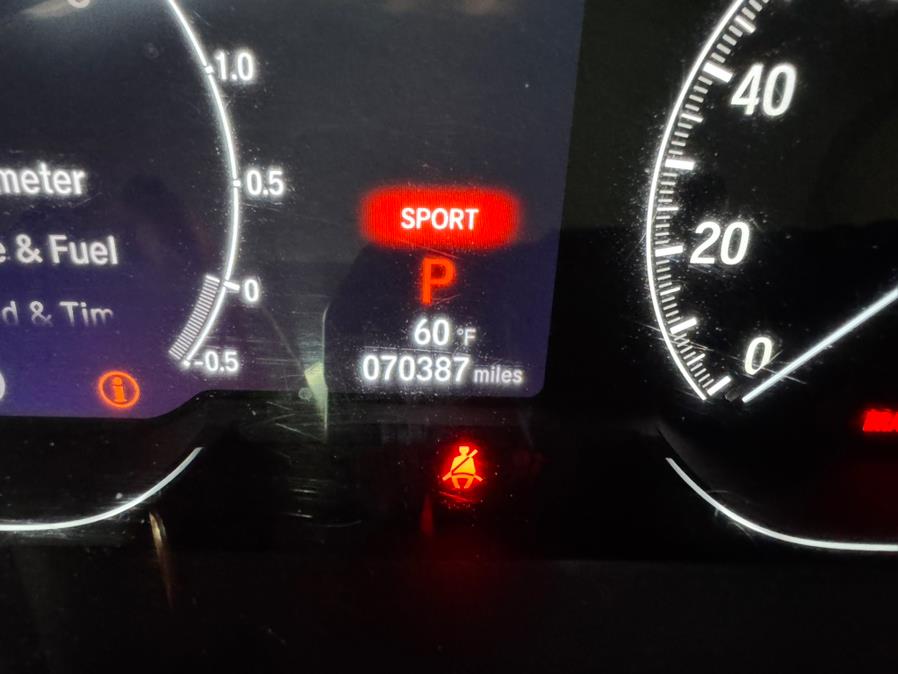 1.0
0.5
0
-0.5
meter
e & Fuel
d & Tim
SPORT
P
60 °F
070387 miles
40
20
0